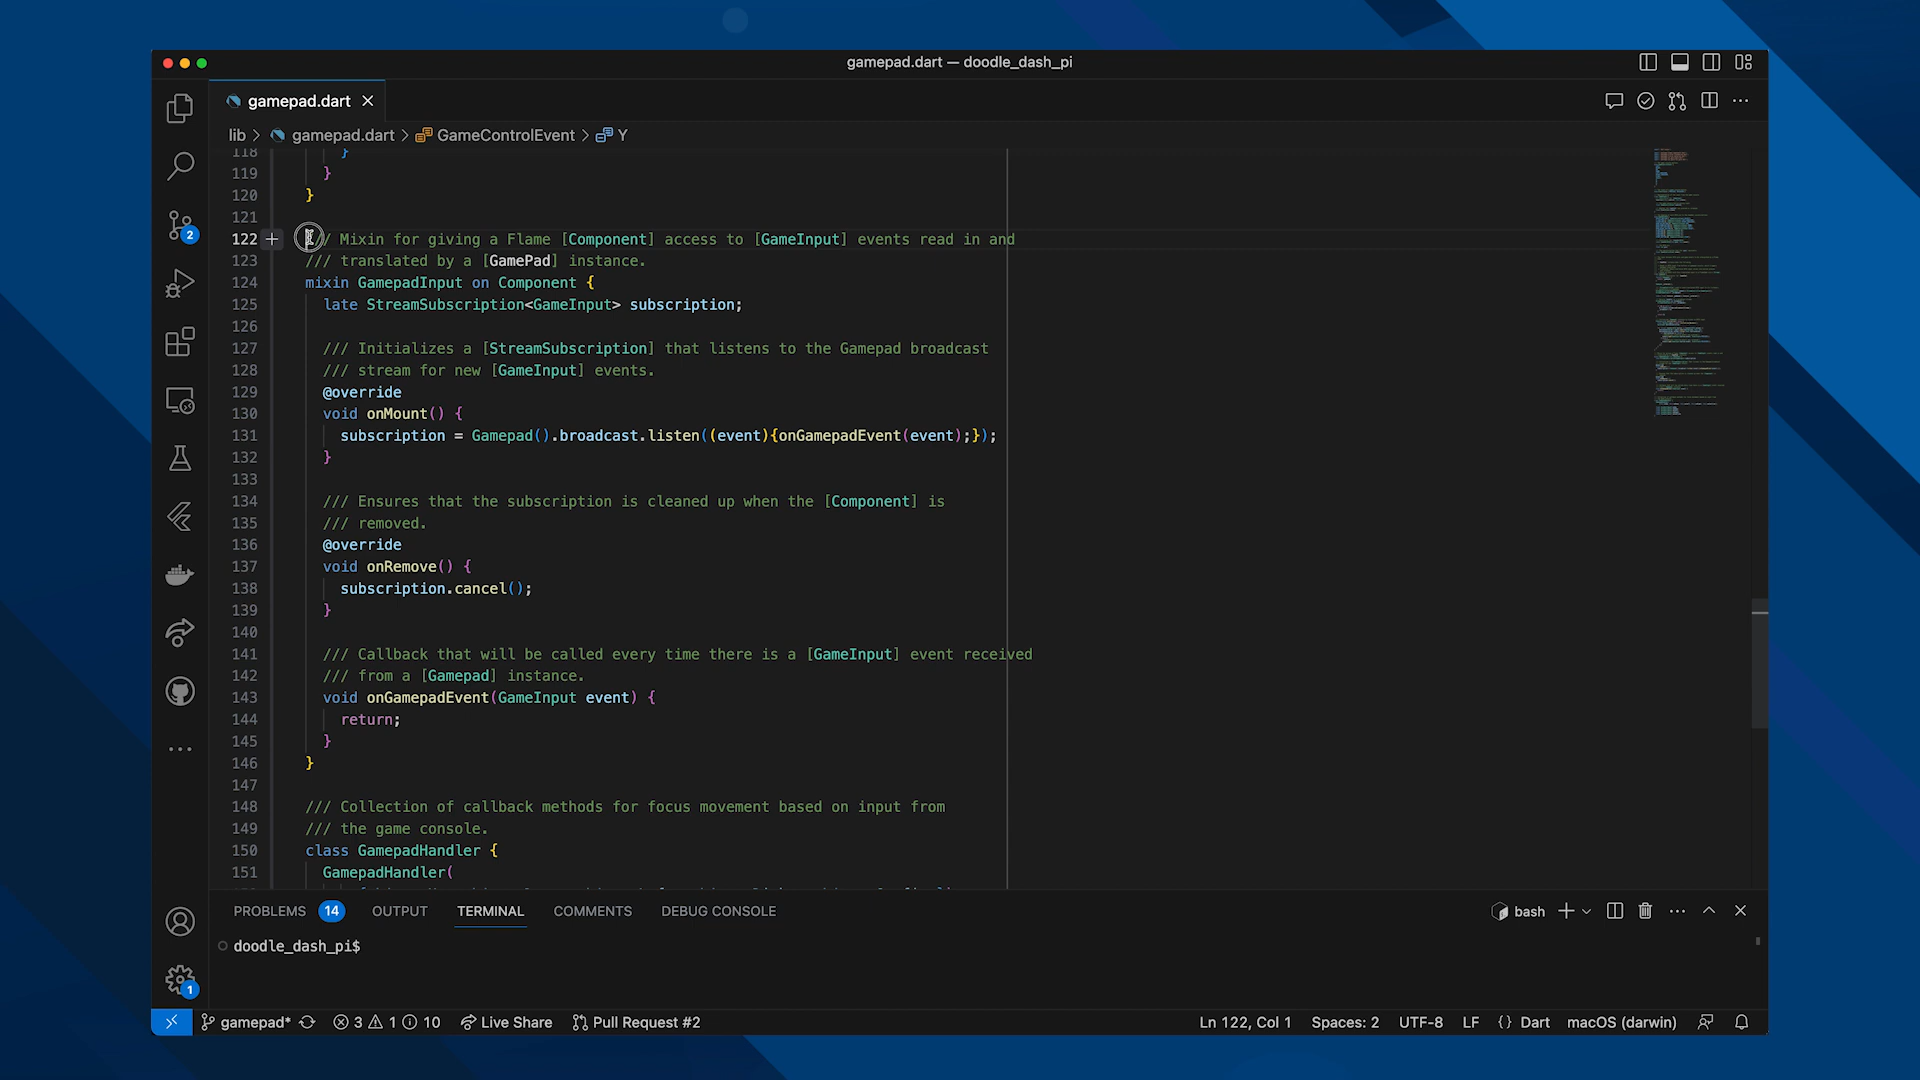 gamepad.dart — doodle_dash_pi
gamepad.dart
lib > gamepad.dart > GameControlEvent > Y
118 }
119 }
120 }
121
122 /// Mixin for giving a Flame [Component] access to [GameInput] events read in and
123 /// translated by a [GamePad] instance.
124 mixin GamepadInput on Component {
125 late StreamSubscription<GameInput> subscription;
126
127 /// Initializes a [StreamSubscription] that listens to the Gamepad broadcast
128 /// stream for new [GameInput] events.
129 @override
130 void onMount() {
131 subscription = Gamepad().broadcast.listen((event){onGamepadEvent(event);});
132 }
133
134 /// Ensures that the subscription is cleaned up when the [Component] is
135 /// removed.
136 @override
137 void onRemove() {
138 subscription.cancel();
139 }
140
141 /// Callback that will be called every time there is a [GameInput] event received
142 /// from a [Gamepad] instance.
143 void onGamepadEvent(GameInput event) {
144 return;
145 }
146 }
147
148 /// Collection of callback methods for focus movement based on input from
149 /// the game console.
150 class GamepadHandler {
151 GamepadHandler(
2
1
PROBLEMS 14 OUTPUT TERMINAL COMMENTS DEBUG CONSOLE bash
doodle_dash_pi$
gamepad* 3 1 10 Live Share Pull Request #2 Ln 122, Col 1 Spaces: 2 UTF-8 LF {} Dart macOS (darwin)